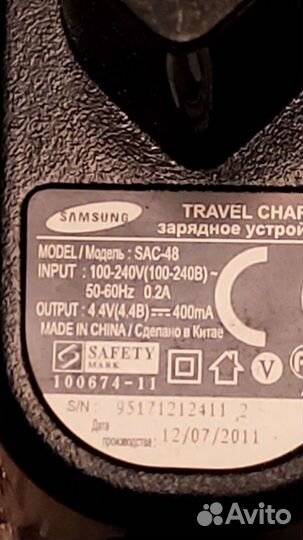 SAMSUNG
TRAVEL CHAR
зарядное устрой
MODEL / Модель : SAC-48
INPUT : 100-240V(100-240В) ~
50-60Hz 0.2A
OUTPUT : 4.4V(4.4В) ⎓ 400mA
MADE IN CHINA / Сделано в Китае
S SAFETY
MARK
100674-11
V
CE
S/N : 95171212411 2
Дата
производства : 12/07/2011
Avito